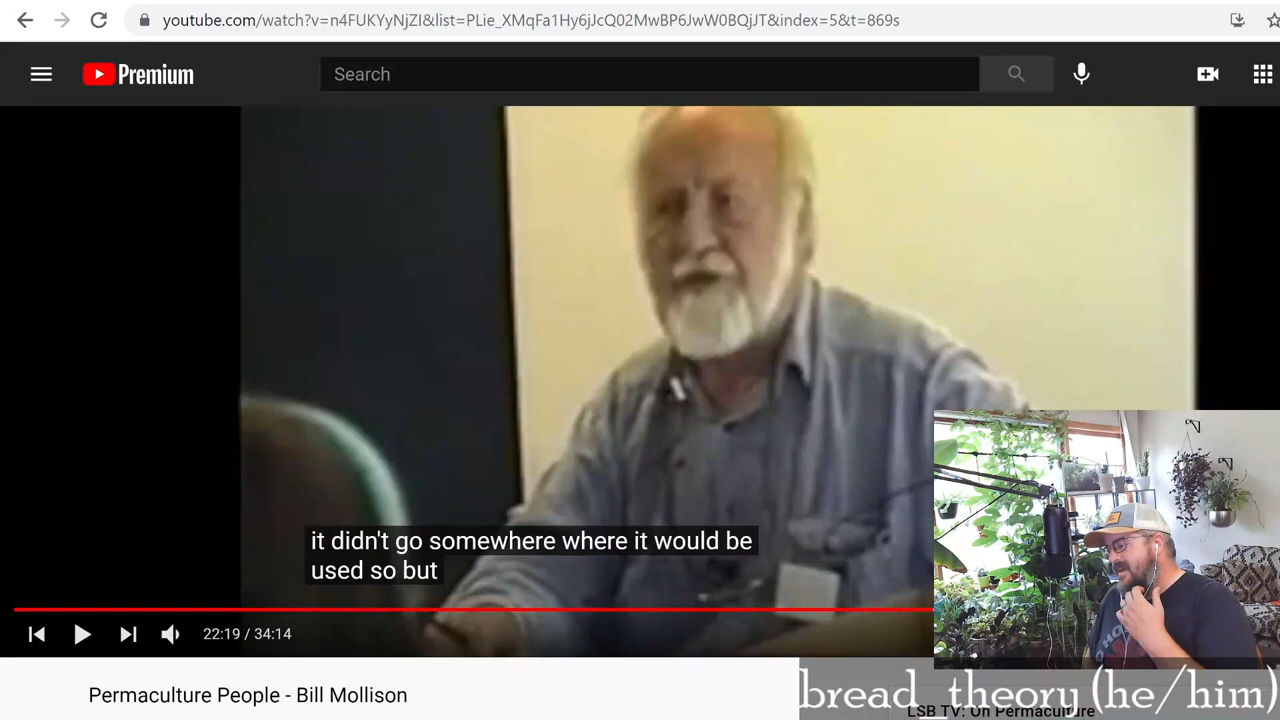 youtube.com/watch?v=n4FUKYyNjZI&list=PLie_XMqFa1Hy6jJcQ02MwBP6JwW0BQjJT&index=5&t=869s
Premium
Search
it didn't go somewhere where it would be
used so but
22:19 / 34:14
Permaculture People - Bill Mollison
bread_theory (he/him)
LSB TV: On Permaculture